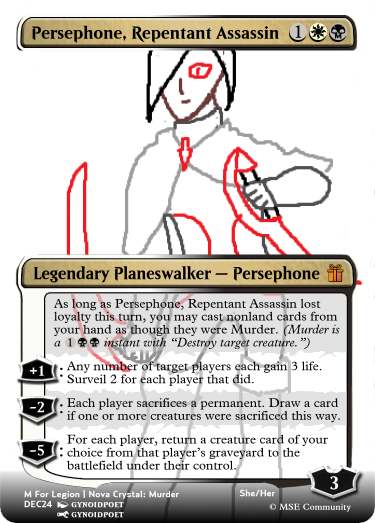 Persephone, Repentant Assassin 1
Legendary Planeswalker — Persephone
As long as Persephone, Repentant Assassin lost
loyalty this turn, you may cast nonland cards from
your hand as though they were Murder. (Murder is
a 1 instant with “Destroy target creature.”)
+1 : Any number of target players each gain 3 life.
Surveil 2 for each player that did.
-2 : Each player sacrifices a permanent. Draw a card
if one or more creatures were sacrificed this way.
-5 : For each player, return a creature card of your
choice from that player's graveyard to the
battlefield under their control.
3
M For Legion | Nova Crystal: Murder She/Her
DEC24 GYNOIDPOET © MSE Community
GYNOIDPOET